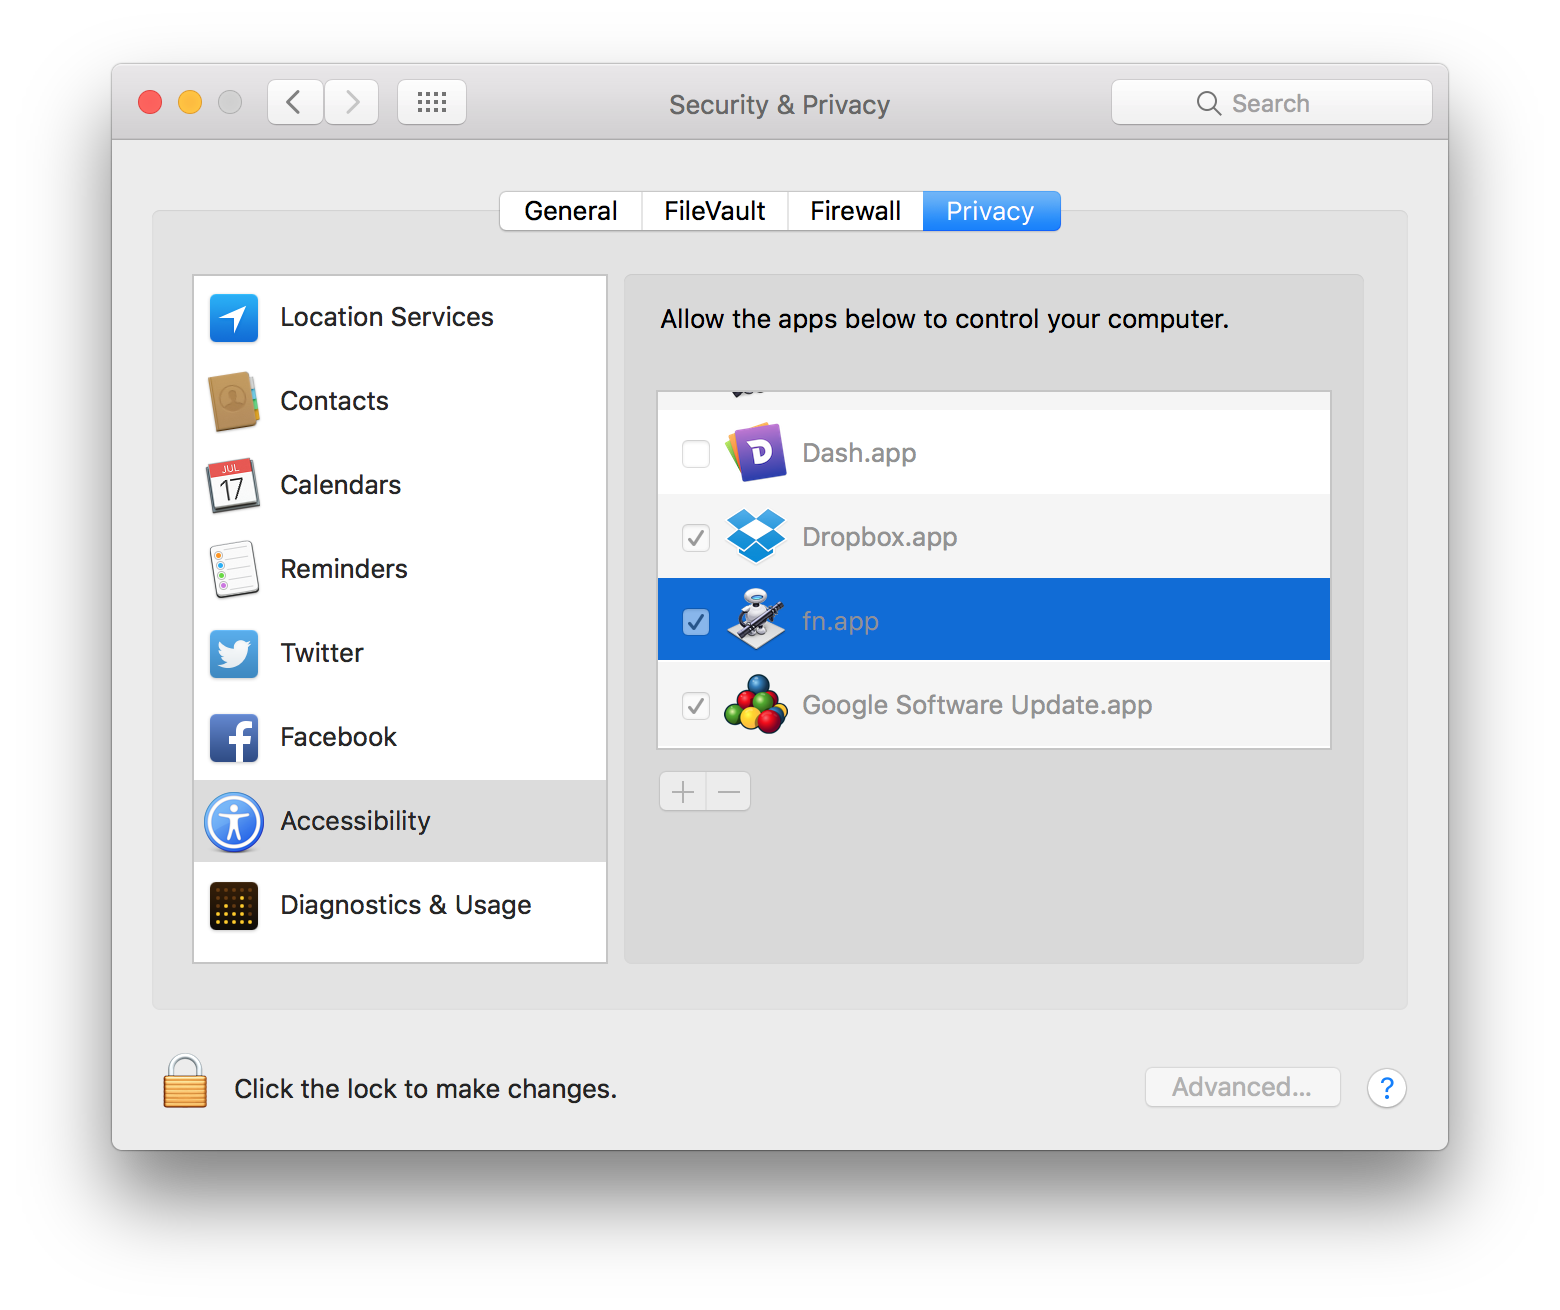 Security & Privacy
Search
General
FileVault
Firewall
Privacy
Location Services
Contacts
JUL
17
Calendars
Reminders
Twitter
Facebook
Accessibility
Diagnostics & Usage
Allow the apps below to control your computer.
Dash.app
Dropbox.app
fn.app
Google Software Update.app
Click the lock to make changes.
Advanced...
?